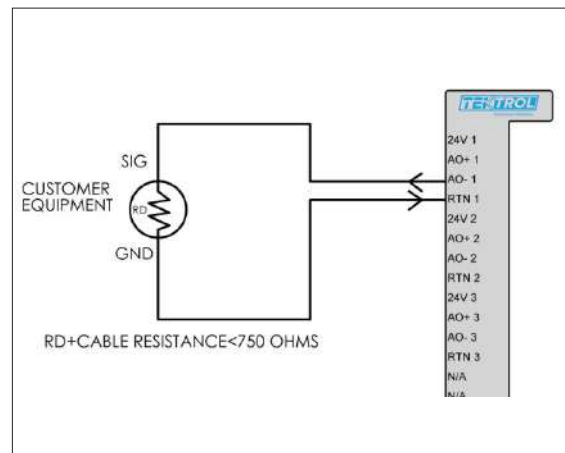 TEKTROL
24V 1
AO+ 1
AO- 1
RTN 1
24V 2
AO+ 2
AO- 2
RTN 2
24V 3
AO+ 3
AO- 3
RTN 3
N/A
N/A
SIG
CUSTOMER
EQUIPMENT
RD
GND
RD+CABLE RESISTANCE<750 OHMS